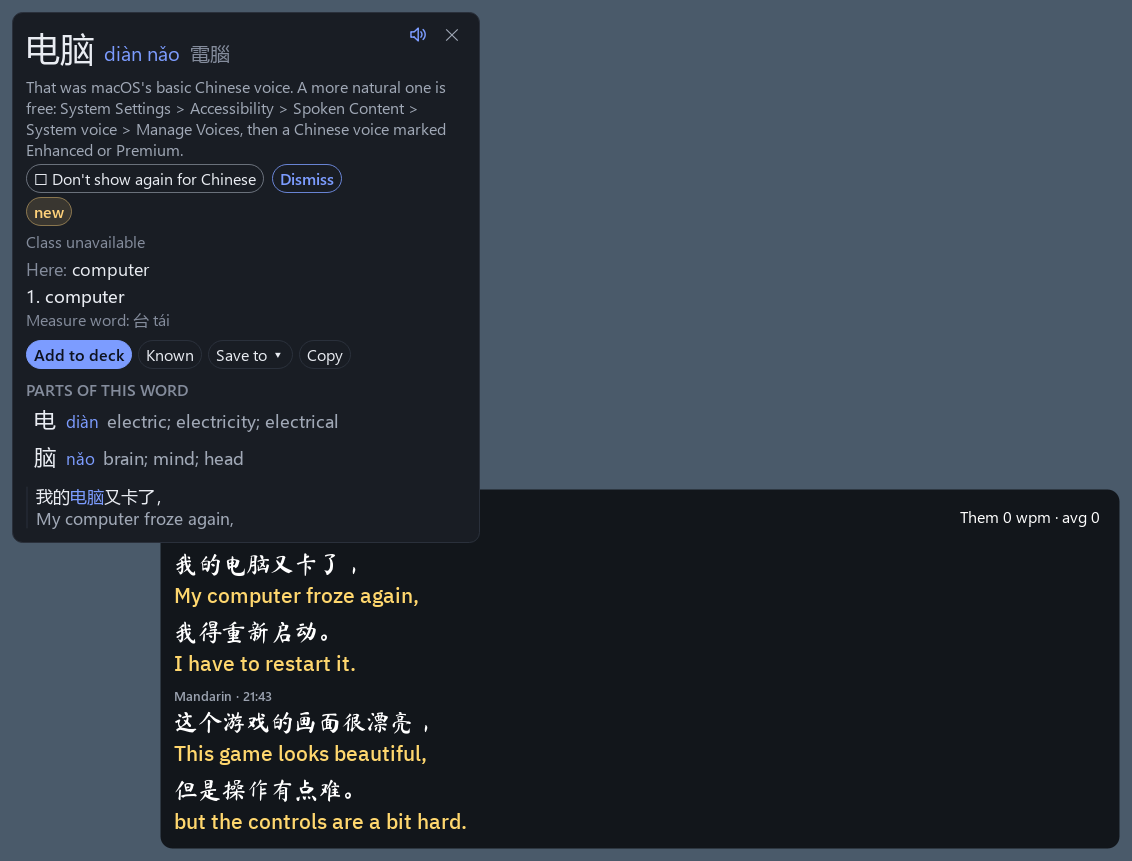 电脑 diàn nǎo 電腦
That was macOS's basic Chinese voice. A more natural one is
free: System Settings > Accessibility > Spoken Content >
System voice > Manage Voices, then a Chinese voice marked
Enhanced or Premium.
☐ Don't show again for Chinese Dismiss
new
Class unavailable
Here: computer
1. computer
Measure word: 台 tái
Add to deck Known Save to ▾ Copy
PARTS OF THIS WORD
电 diàn electric; electricity; electrical
脑 nǎo brain; mind; head
我的电脑又卡了，
My computer froze again,
Them 0 wpm · avg 0
我的电脑又卡了，
My computer froze again,
我得重新启动。
I have to restart it.
Mandarin · 21:43
这个游戏的画面很漂亮，
This game looks beautiful,
但是操作有点难。
but the controls are a bit hard.